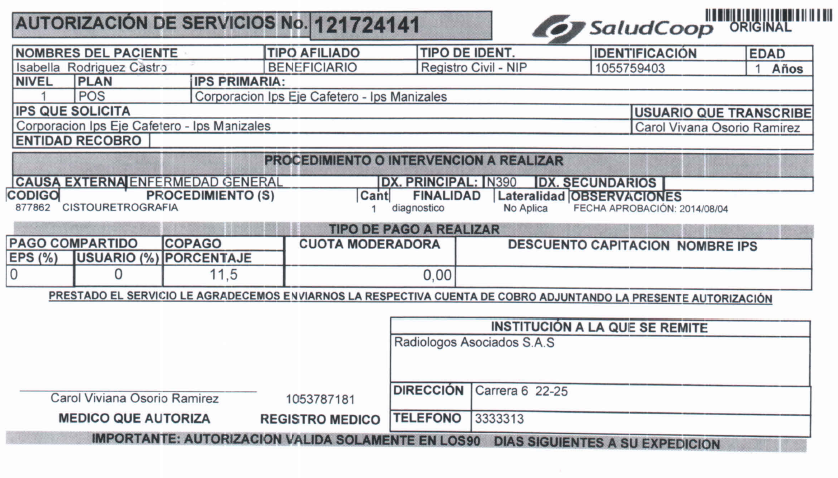 AUTORIZACIÓN DE SERVICIOS No. 121724141
SaludCoop ORIGINAL
NOMBRES DEL PACIENTE TIPO AFILIADO TIPO DE IDENT. IDENTIFICACIÓN EDAD
Isabella Rodriguez Castro BENEFICIARIO Registro Civil - NIP 1055759403 1 Años
NIVEL PLAN IPS PRIMARIA:
1 POS Corporacion Ips Eje Cafetero - Ips Manizales
IPS QUE SOLICITA USUARIO QUE TRANSCRIBE
Corporacion Ips Eje Cafetero - Ips Manizales Carol Vivana Osorio Ramirez
ENTIDAD RECOBRO
PROCEDIMIENTO O INTERVENCION A REALIZAR
CAUSA EXTERNA ENFERMEDAD GENERAL DX. PRINCIPAL: N390 DX. SECUNDARIOS
CODIGO PROCEDIMIENTO (S) Cant FINALIDAD Lateralidad OBSERVACIONES
877862 CISTOURETROGRAFIA 1 diagnostico No Aplica FECHA APROBACIÓN: 2014/08/04
TIPO DE PAGO A REALIZAR
PAGO COMPARTIDO COPAGO CUOTA MODERADORA DESCUENTO CAPITACION NOMBRE IPS
EPS (%) USUARIO (%) PORCENTAJE
0 0 11,5 0,00
PRESTADO EL SERVICIO LE AGRADECEMOS ENVIARNOS LA RESPECTIVA CUENTA DE COBRO ADJUNTANDO LA PRESENTE AUTORIZACIÓN
INSTITUCIÓN A LA QUE SE REMITE
Radiologos Asociados S.A.S
DIRECCIÓN Carrera 6 22-25
Carol Viviana Osorio Ramirez 1053787181
MEDICO QUE AUTORIZA REGISTRO MEDICO TELEFONO 3333313
IMPORTANTE: AUTORIZACION VALIDA SOLAMENTE EN LOS90 DIAS SIGUIENTES A SU EXPEDICION